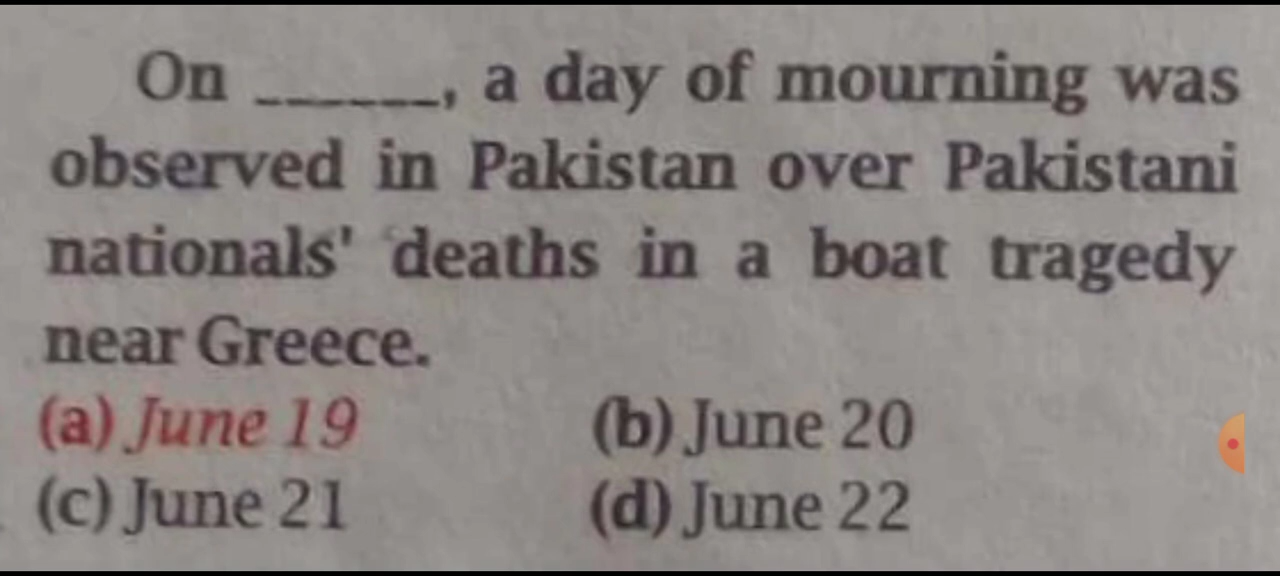 On ______, a day of mourning was
observed in Pakistan over Pakistani
nationals' deaths in a boat tragedy
near Greece.
(a) June 19 (b) June 20
(c) June 21 (d) June 22